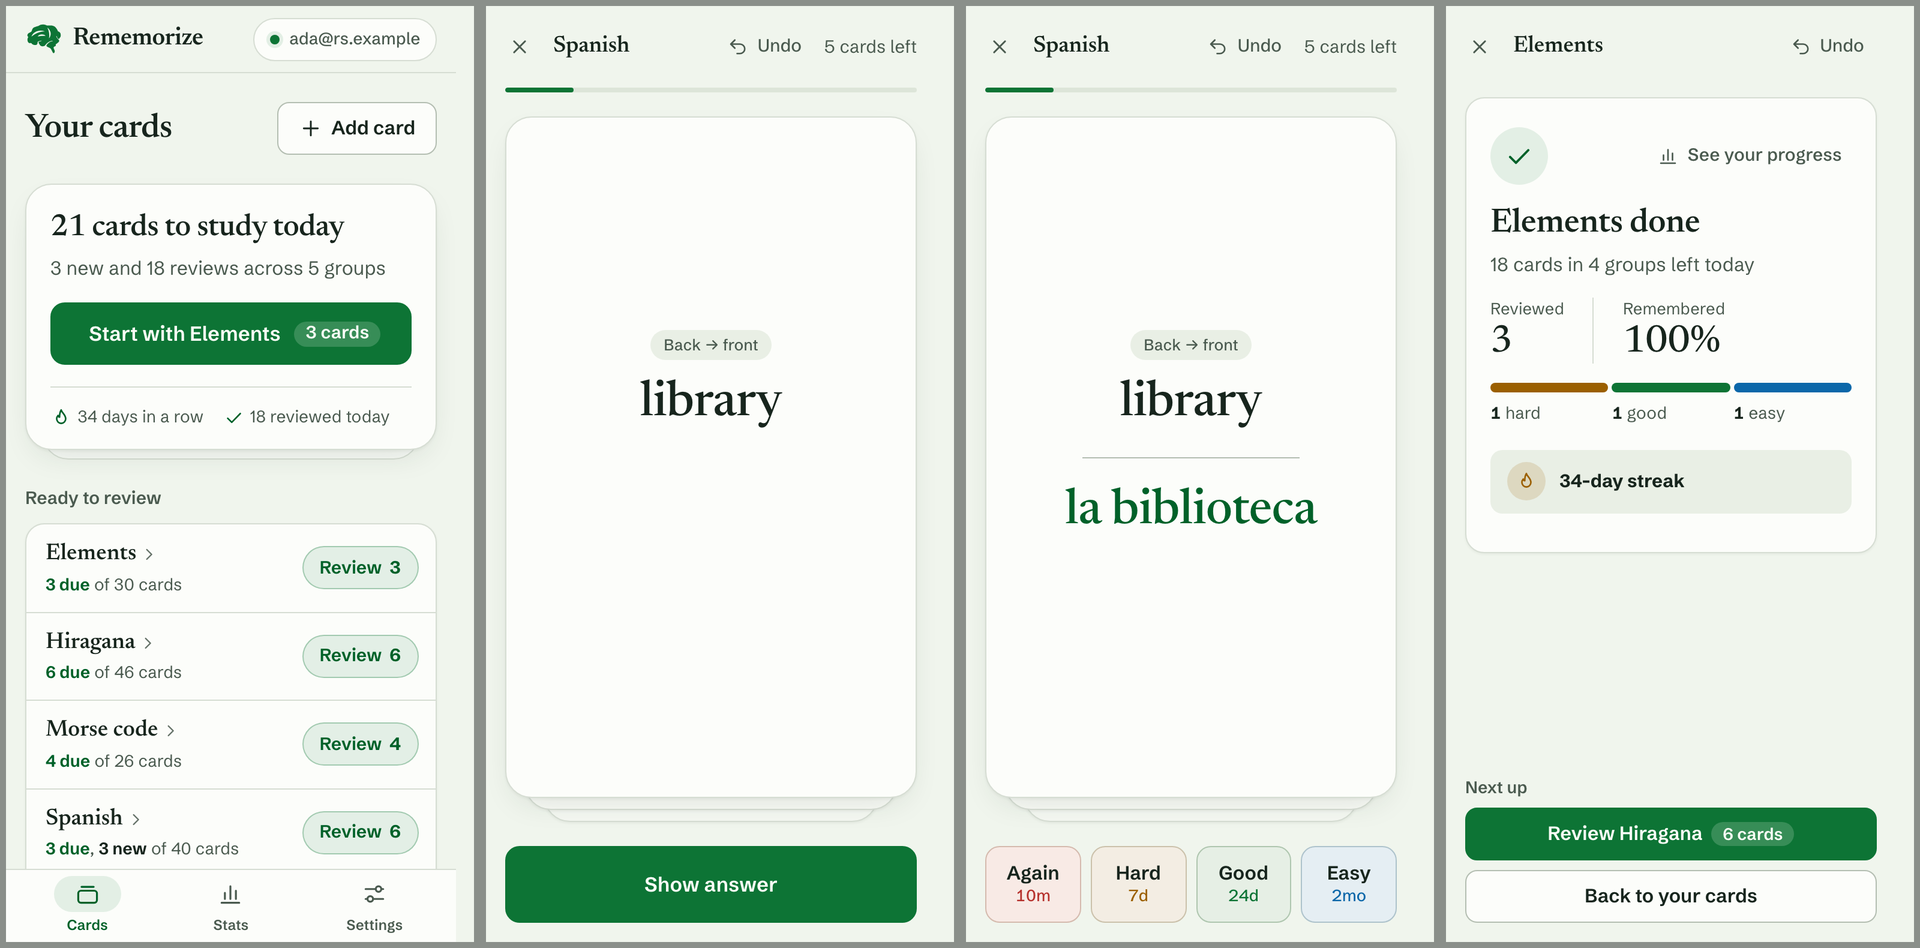 Rememorize
ada@rs.example
Your cards
Add card
21 cards to study today
3 new and 18 reviews across 5 groups
Start with Elements 3 cards
34 days in a row
18 reviewed today
Ready to review
Elements
3 due of 30 cards
Review 3
Hiragana
6 due of 46 cards
Review 6
Morse code
4 due of 26 cards
Review 4
Spanish
3 due, 3 new of 40 cards
Review 6
Cards
Stats
Settings
Spanish
Undo
5 cards left
Back → front
library
Show answer
Spanish
Undo
5 cards left
Back → front
library
la biblioteca
Again
10m
Hard
7d
Good
24d
Easy
2mo
Elements
Undo
See your progress
Elements done
18 cards in 4 groups left today
Reviewed
3
Remembered
100%
1 hard
1 good
1 easy
34-day streak
Next up
Review Hiragana 6 cards
Back to your cards